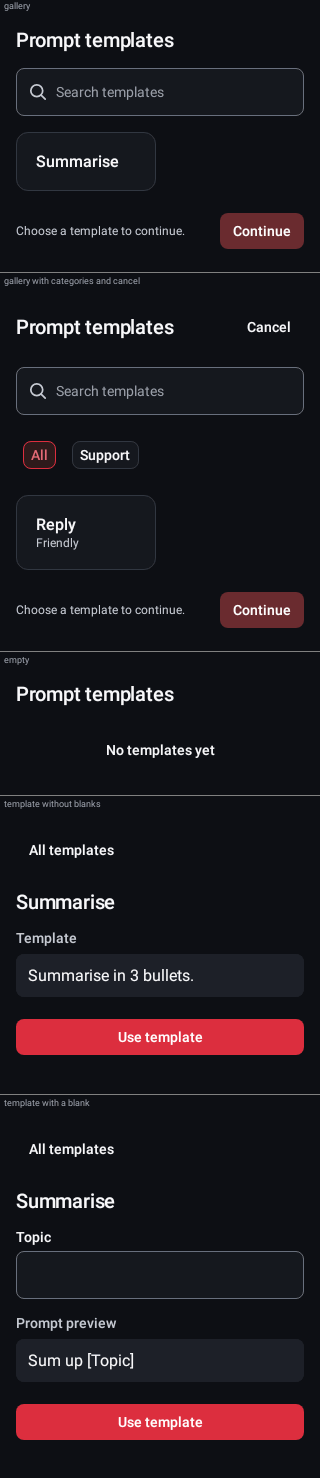 gallery
Prompt templates
Search templates
Summarise
Choose a template to continue.
Continue
gallery with categories and cancel
Prompt templates
Cancel
Search templates
All
Support
Reply
Friendly
Choose a template to continue.
Continue
empty
Prompt templates
No templates yet
template without blanks
All templates
Summarise
Template
Summarise in 3 bullets.
Use template
template with a blank
All templates
Summarise
Topic
Prompt preview
Sum up [Topic]
Use template